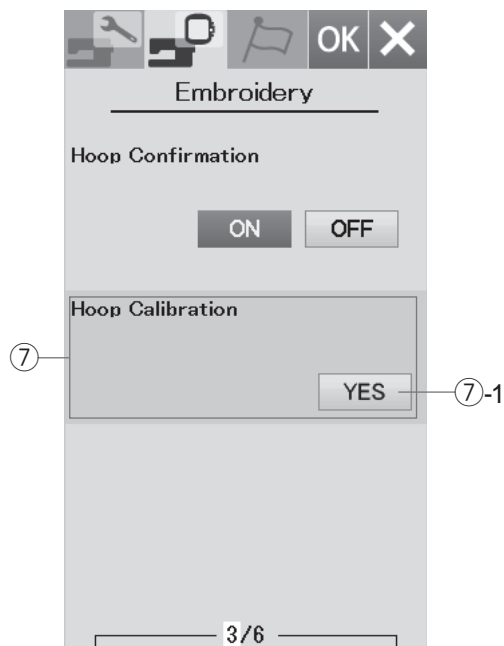 OK X
Embroidery
Hoop Confirmation
ON OFF
Hoop Calibration
⑦
YES ⑦-1
3/6